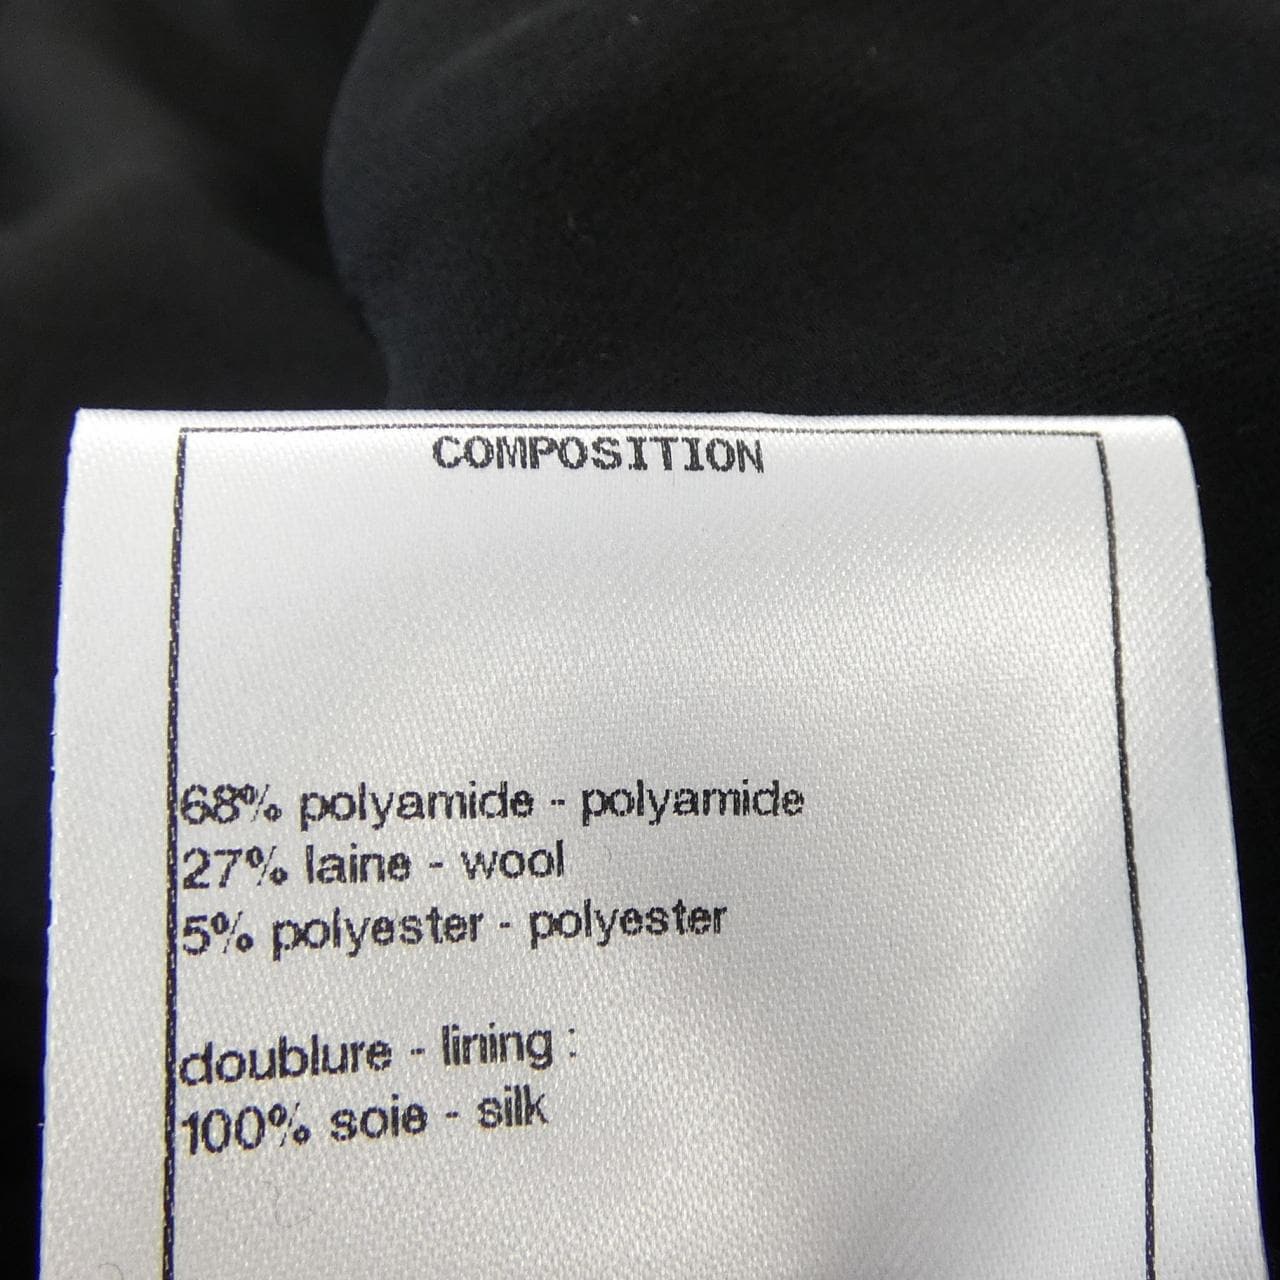 COMPOSITION
68% polyamide - polyamide
27% laine - wool
5% polyester - polyester
doublure - lining :
100% soie - silk